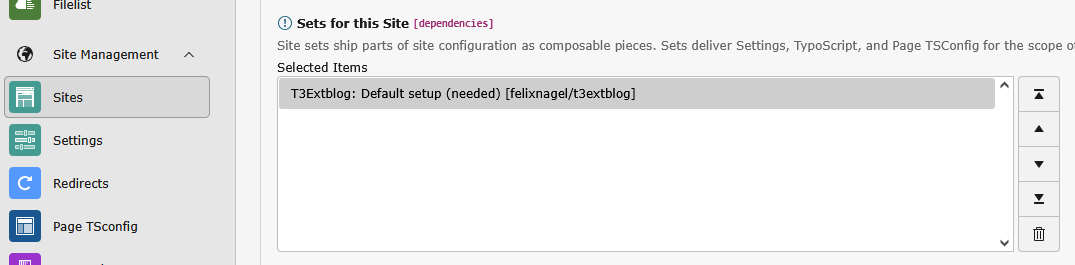 Filelist
Site Management
Sites
Settings
Redirects
Page TSconfig
Sets for this Site [dependencies]
Site sets ship parts of site configuration as composable pieces. Sets deliver Settings, TypoScript, and Page TSConfig for the scope
Selected Items
T3Extblog: Default setup (needed) [felixnagel/t3extblog]